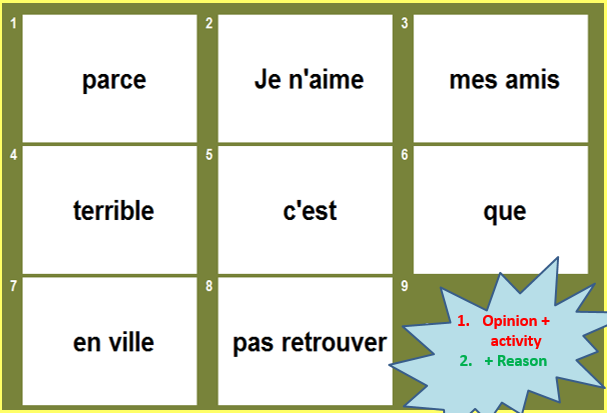 1
parce
2
Je n'aime
3
mes amis
4
terrible
5
c'est
6
que
7
en ville
8
pas retrouver
9
1. Opinion +
activity
2. + Reason